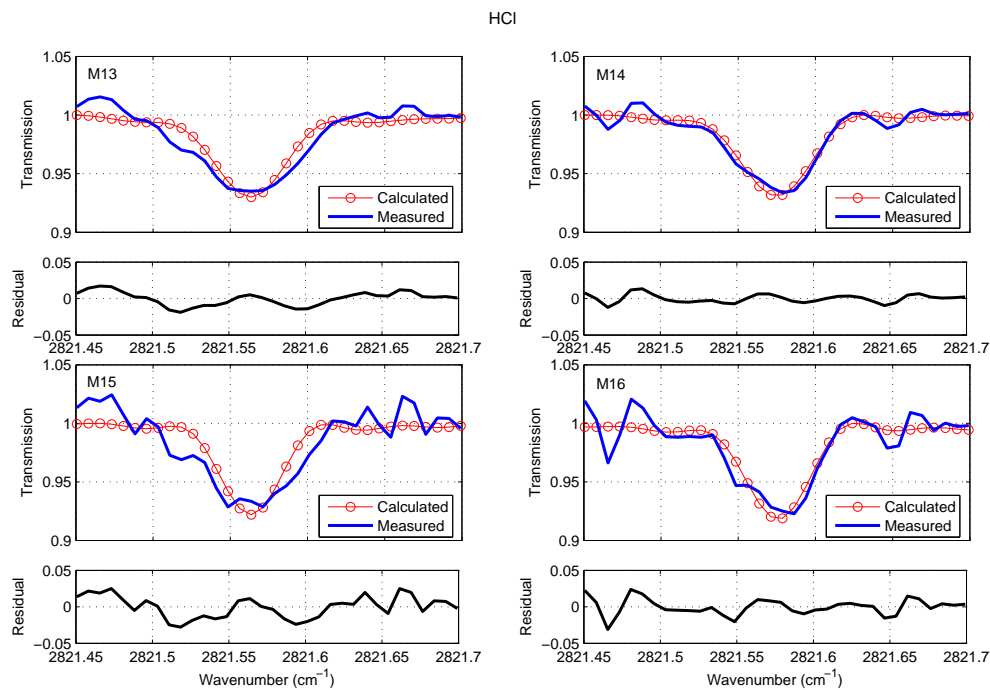 HCl
M13
Transmission
1.05
1
0.95
0.9
Calculated
Measured
M14
Transmission
1.05
1
0.95
0.9
Calculated
Measured
Residual
0.05
0
−0.05
2821.45 2821.5 2821.55 2821.6 2821.65 2821.7
Residual
0.05
0
−0.05
2821.45 2821.5 2821.55 2821.6 2821.65 2821.7
M15
Transmission
1.05
1
0.95
0.9
Calculated
Measured
M16
Transmission
1.05
1
0.95
0.9
Calculated
Measured
Residual
0.05
0
−0.05
2821.45 2821.5 2821.55 2821.6 2821.65 2821.7
Wavenumber (cm⁻¹)
Residual
0.05
0
−0.05
2821.45 2821.5 2821.55 2821.6 2821.65 2821.7
Wavenumber (cm⁻¹)